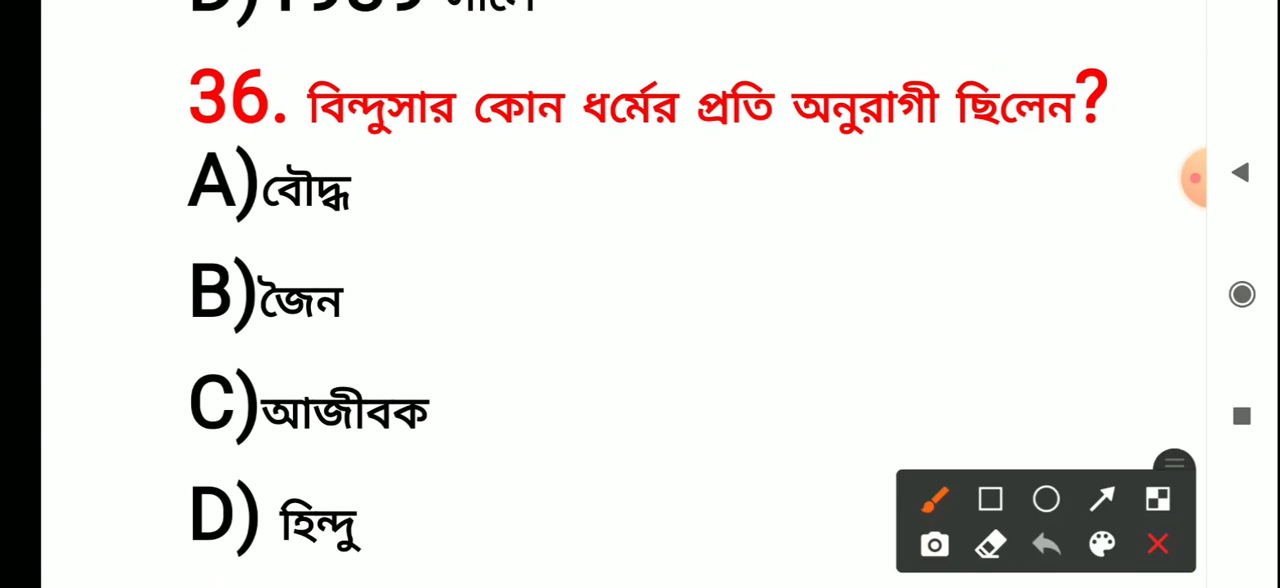 36. বিন্দুসার কোন ধর্মের প্রতি অনুরাগী ছিলেন?
A)বৌদ্ধ
B)জৈন
C)আজীবক
D) হিন্দু